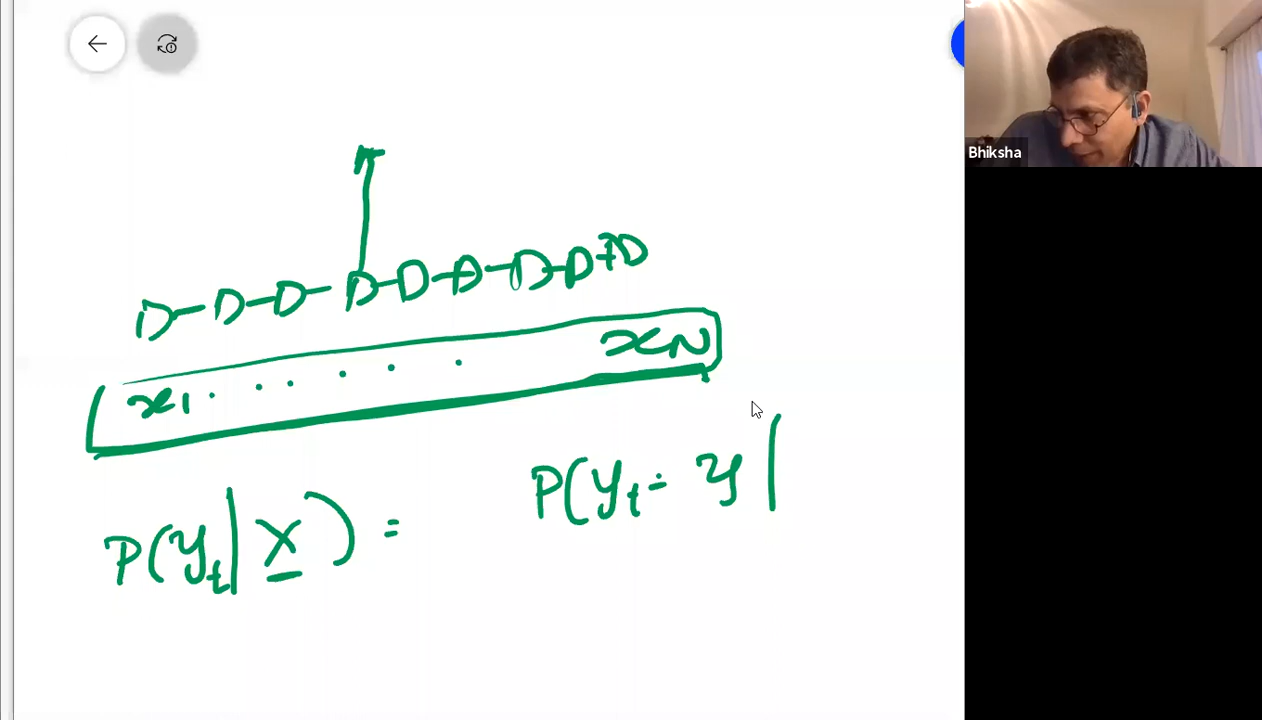 Bhiksha
D-D-D-D-D-D-D-D-D
x1 . . . . . . xN
P(yt | X) = P(yt = y |